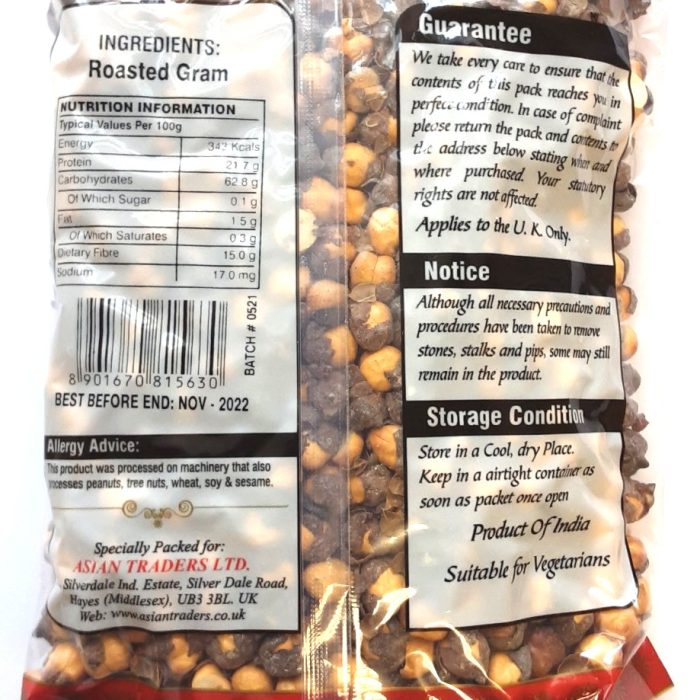 INGREDIENTS:
Roasted Gram
NUTRITION INFORMATION
Typical Values Per 100g
Energy 342 Kcals
Protein 21.7 g
Carbohydrates 62.8 g
Of Which Sugar 0.1 g
Fat 1.5 g
Of Which Saturates 0.3 g
Dietary Fibre 15.0 g
Sodium 17.0 mg
8 901670 815630
BATCH # 0521
BEST BEFORE END: NOV - 2022
Allergy Advice:
This product was processed on machinery that also
processes peanuts, tree nuts, wheat, soy & sesame.
Specially Packed for:
ASIAN TRADERS LTD.
Silverdale Ind. Estate, Silver Dale Road,
Hayes (Middlesex), UB3 3BL. UK
Web: www.asiantraders.co.uk
Guarantee
We take every care to ensure that the
contents of this pack reaches you in
perfect condition. In case of complaint
please return the pack and contents to
the address below stating when and
where purchased. Your statutory
rights are not affected.
Applies to the U. K. Only.
Notice
Although all necessary precautions and
procedures have been taken to remove
stones, stalks and pips, some may still
remain in the product.
Storage Condition
Store in a Cool, dry Place.
Keep in a airtight container as
soon as packet once open
Product Of India
Suitable for Vegetarians